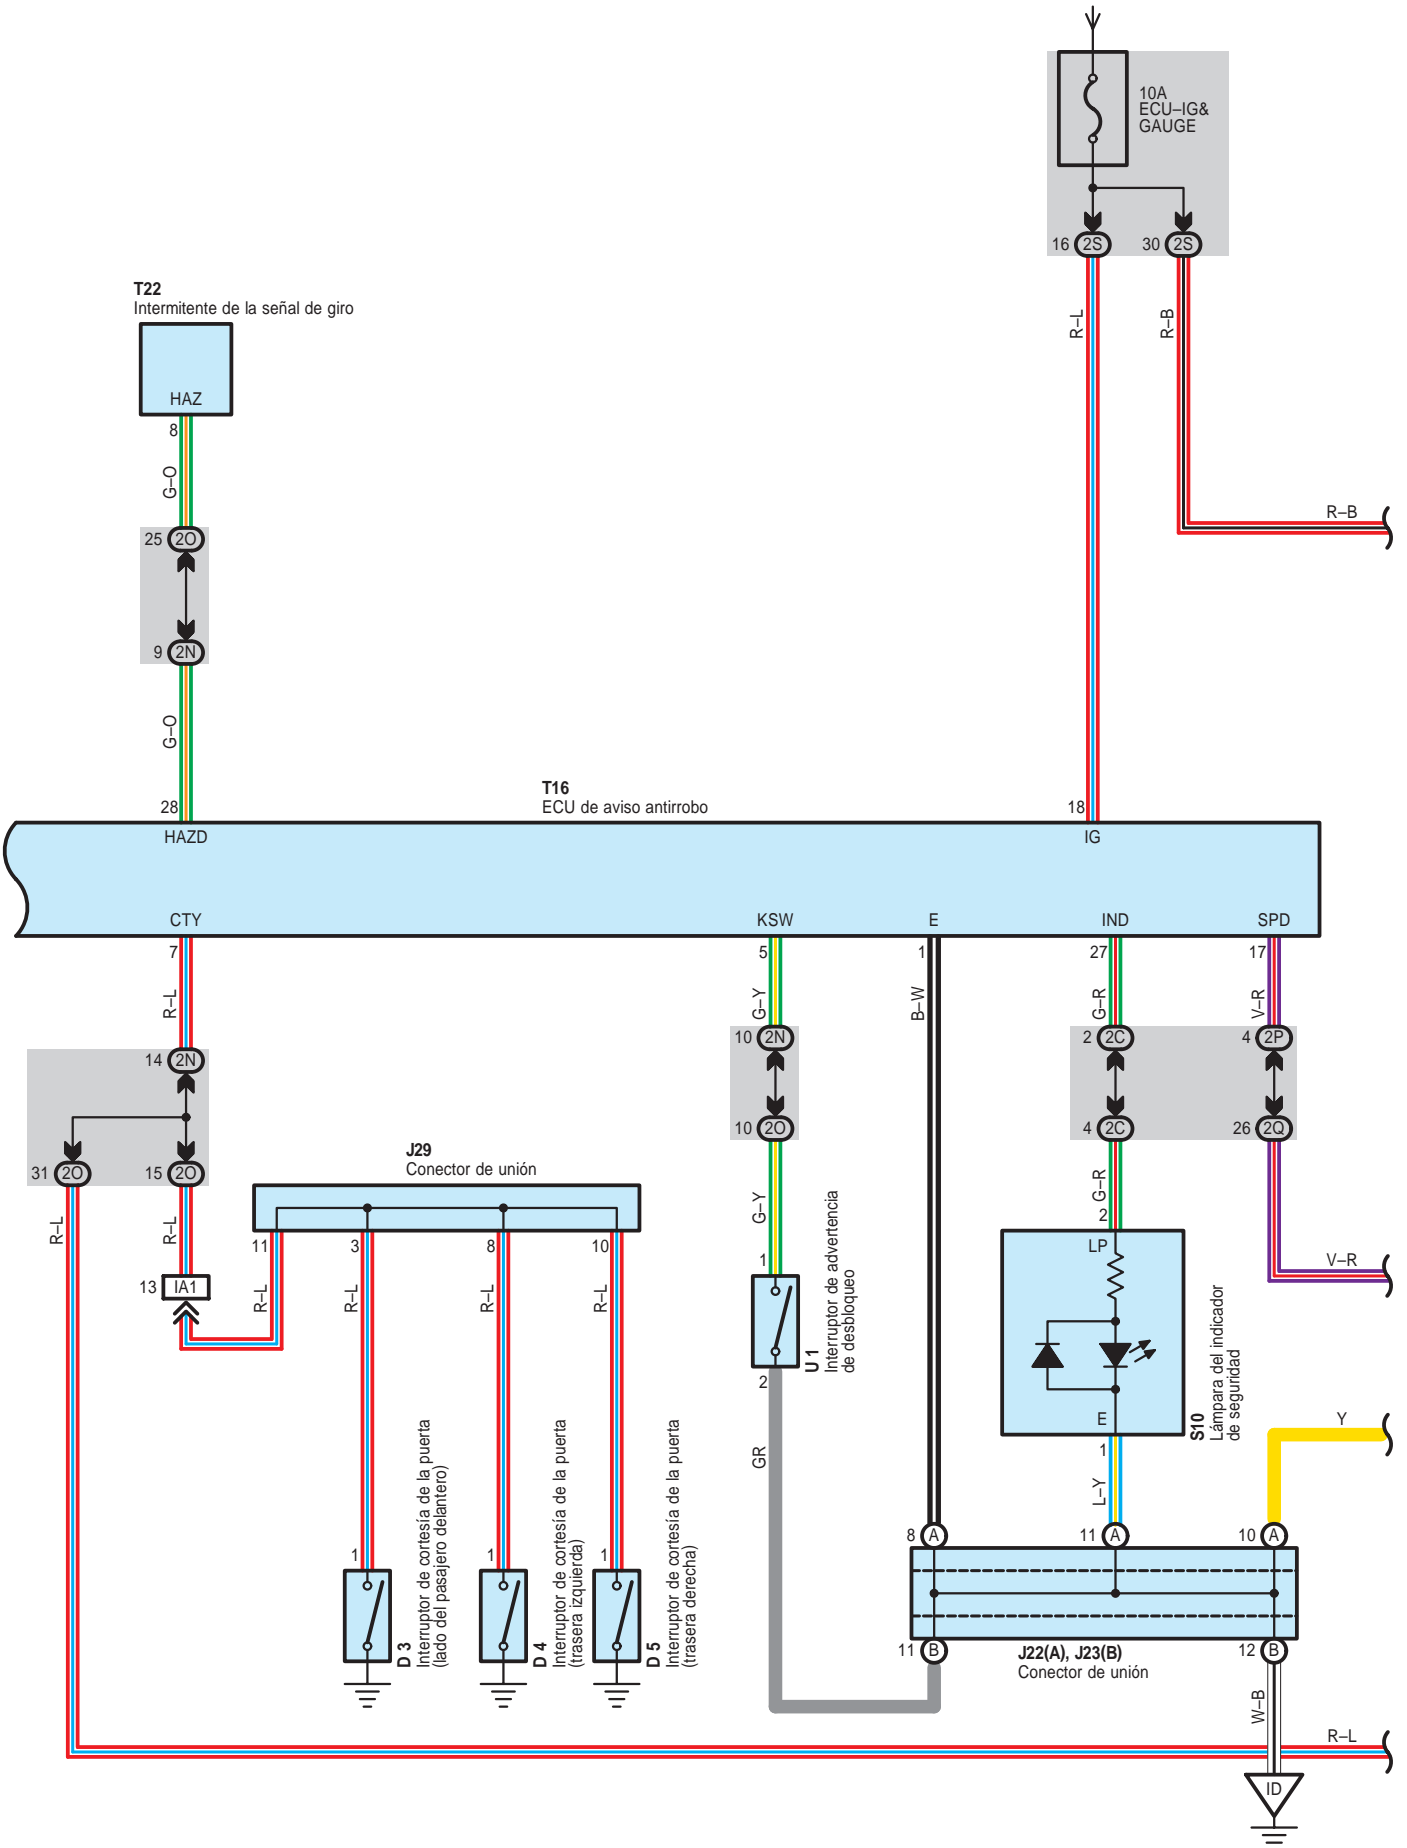 10A
ECU–IG&
GAUGE
16 2S
30 2S
T22
Intermitente de la señal de giro
R–L
R–B
HAZ
8
G–O
R–B
25 2O
9 2N
G–O
T16
ECU de aviso antirrobo
28
18
HAZD
IG
CTY
KSW
E
IND
SPD
7
5
1
27
17
R–L
G–Y
B–W
G–R
V–R
14 2N
10 2N
2 2C
4 2P
10 2O
4 2C
26 2Q
31 2O
15 2O
J29
Conector de unión
R–L
R–L
G–Y
G–R
2
11
3
8
10
1
LP
V–R
13 IA1
R–L
R–L
R–L
R–L
U 1
Interruptor de advertencia
de desbloqueo
2
GR
E
1
S10
Lámpara del indicador
de seguridad
Y
L–Y
8 A
11 A
10 A
1
1
1
D 3
Interruptor de cortesía de la puerta
(lado del pasajero delantero)
D 4
Interruptor de cortesía de la puerta
(trasera izquierda)
D 5
Interruptor de cortesía de la puerta
(trasera derecha)
11 B
J22(A), J23(B)
Conector de unión
12 B
W–B
R–L
ID